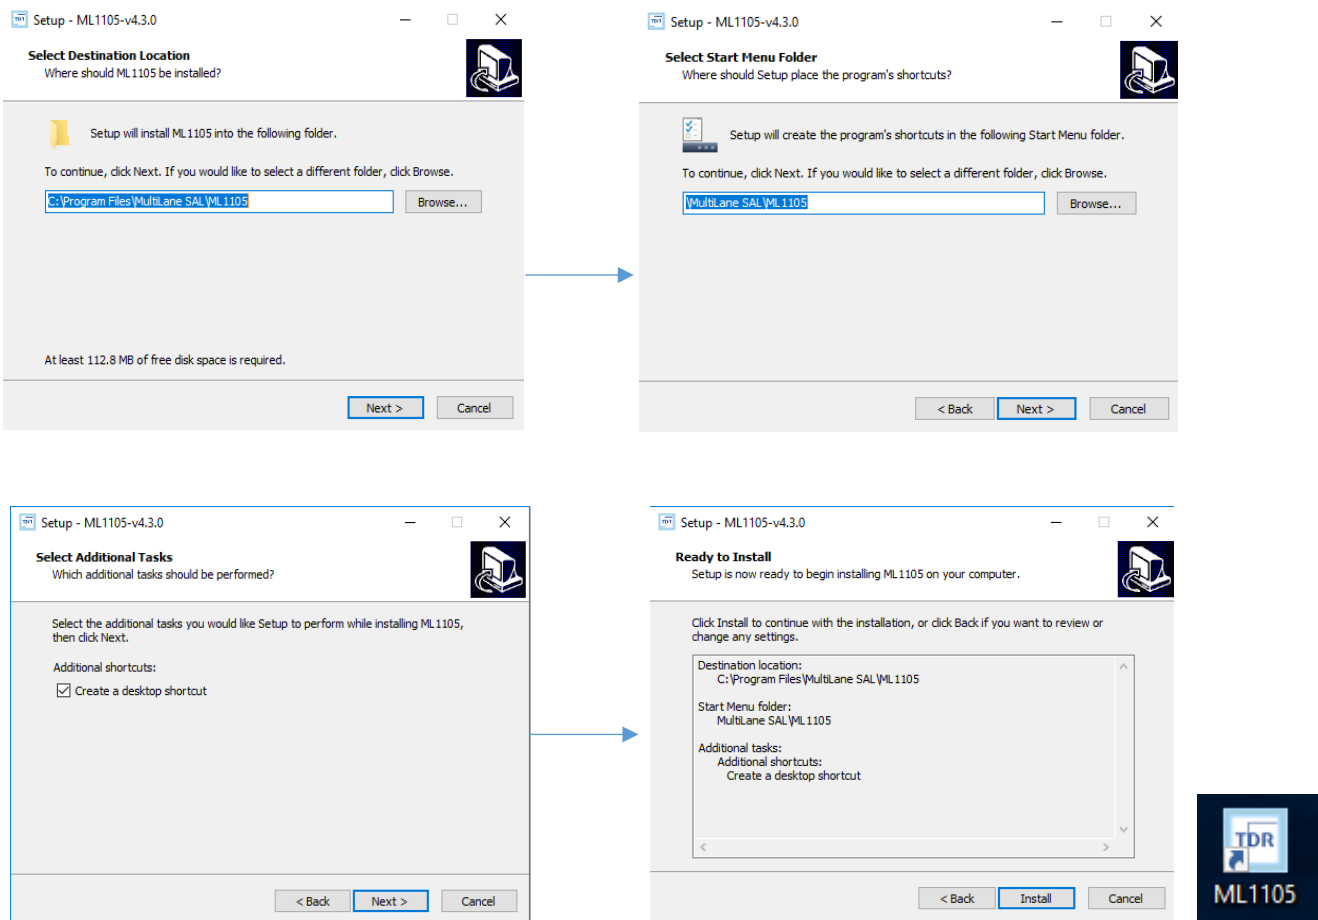 Setup - ML1105-v4.3.0
Select Destination Location
Where should ML1105 be installed?
Setup will install ML1105 into the following folder.
To continue, click Next. If you would like to select a different folder, click Browse.
C:\Program Files\MultiLane SAL\ML1105
Browse...
At least 112.8 MB of free disk space is required.
Next >
Cancel
Setup - ML1105-v4.3.0
Select Start Menu Folder
Where should Setup place the program's shortcuts?
Setup will create the program's shortcuts in the following Start Menu folder.
To continue, click Next. If you would like to select a different folder, click Browse.
\MultiLane SAL\ML1105
Browse...
< Back
Next >
Cancel
Setup - ML1105-v4.3.0
Select Additional Tasks
Which additional tasks should be performed?
Select the additional tasks you would like Setup to perform while installing ML1105,
then click Next.
Additional shortcuts:
Create a desktop shortcut
< Back
Next >
Cancel
Setup - ML1105-v4.3.0
Ready to Install
Setup is now ready to begin installing ML1105 on your computer.
Click Install to continue with the installation, or click Back if you want to review or
change any settings.
Destination location:
C:\Program Files\MultiLane SAL\ML1105
Start Menu folder:
MultiLane SAL\ML1105
Additional tasks:
Additional shortcuts:
Create a desktop shortcut
< Back
Install
Cancel
TDR
ML1105